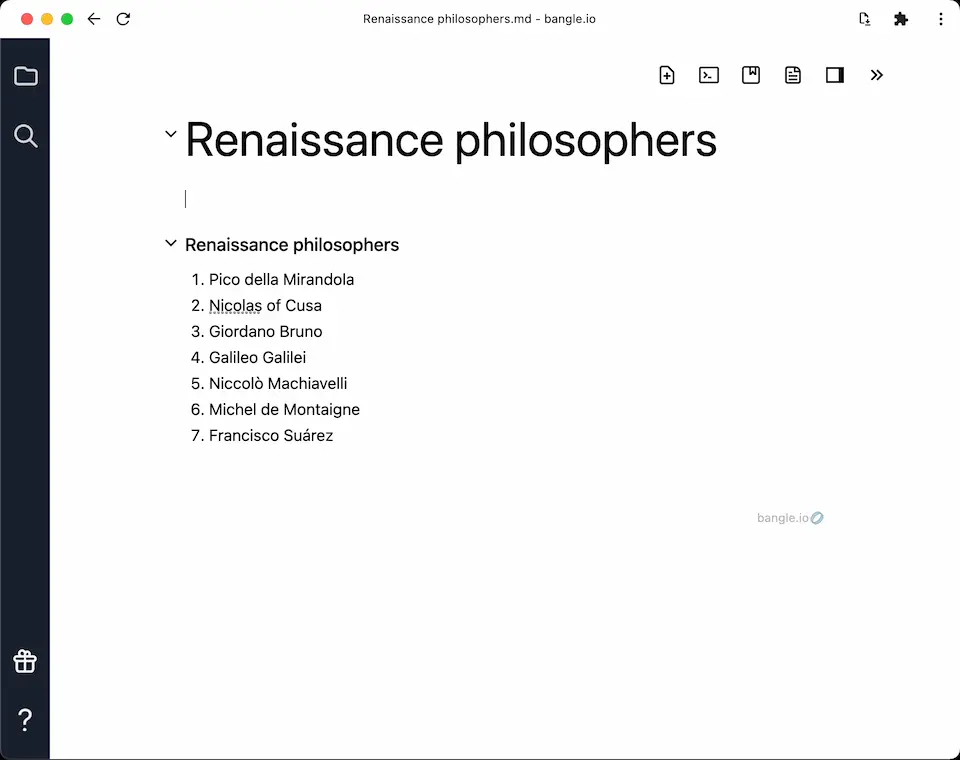 Renaissance philosophers.md - bangle.io
Renaissance philosophers
Renaissance philosophers
1. Pico della Mirandola
2. Nicolas of Cusa
3. Giordano Bruno
4. Galileo Galilei
5. Niccolò Machiavelli
6. Michel de Montaigne
7. Francisco Suárez
bangle.io